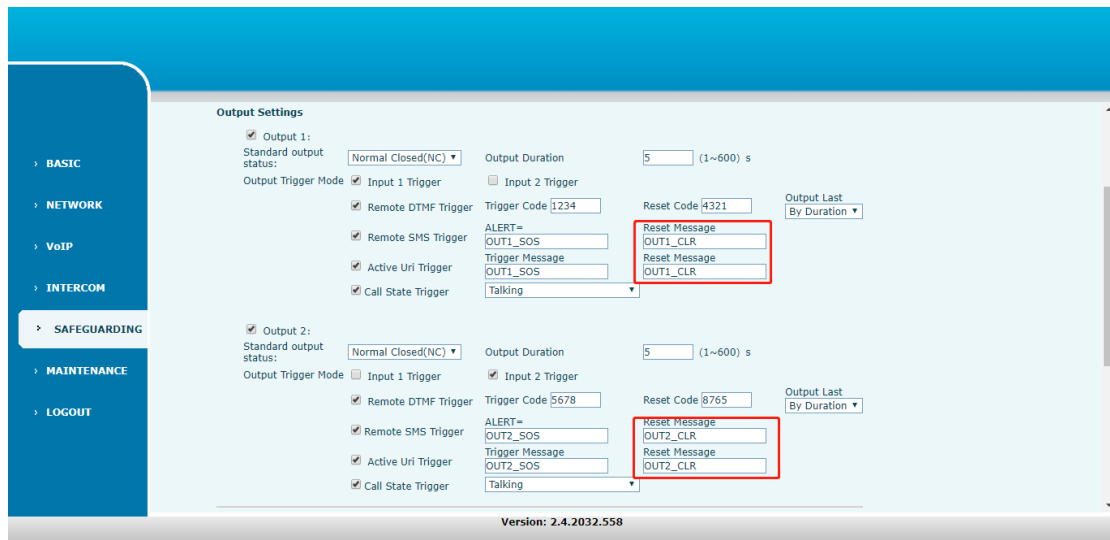 Output Settings
Output 1:
Standard output status: Normal Closed(NC) Output Duration 5 (1~600) s
Output Trigger Mode Input 1 Trigger Input 2 Trigger
Remote DTMF Trigger Trigger Code 1234 Reset Code 4321 Output Last By Duration
Remote SMS Trigger ALERT= OUT1_SOS Reset Message OUT1_CLR
Active Uri Trigger Trigger Message OUT1_SOS Reset Message OUT1_CLR
Call State Trigger Talking
Output 2:
Standard output status: Normal Closed(NC) Output Duration 5 (1~600) s
Output Trigger Mode Input 1 Trigger Input 2 Trigger
Remote DTMF Trigger Trigger Code 5678 Reset Code 8765 Output Last By Duration
Remote SMS Trigger ALERT= OUT2_SOS Reset Message OUT2_CLR
Active Uri Trigger Trigger Message OUT2_SOS Reset Message OUT2_CLR
Call State Trigger Talking
› BASIC
› NETWORK
› VoIP
› INTERCOM
› SAFEGUARDING
› MAINTENANCE
› LOGOUT
Version: 2.4.2032.558